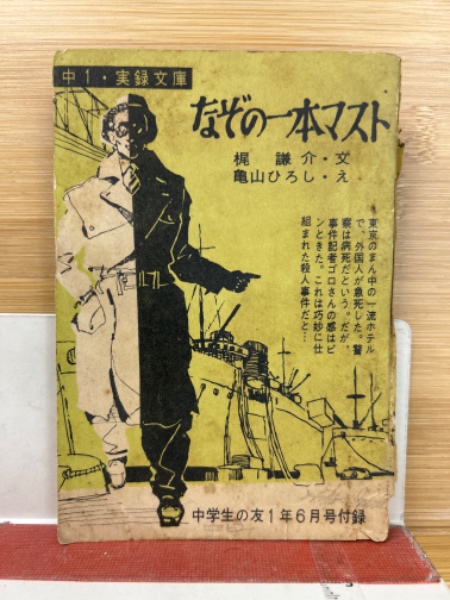 中1・実録文庫
なぞの一本マスト
梶謙介・文
亀山ひろし・え
東京のまん中の一流ホテル
で、外国人が急死した。警
察は病死だという。だが、
事件記者ゴロさんの感はピ
ンときた。これは巧妙に仕
組まれた殺人事件だと…
中学生の友1年6月号付録